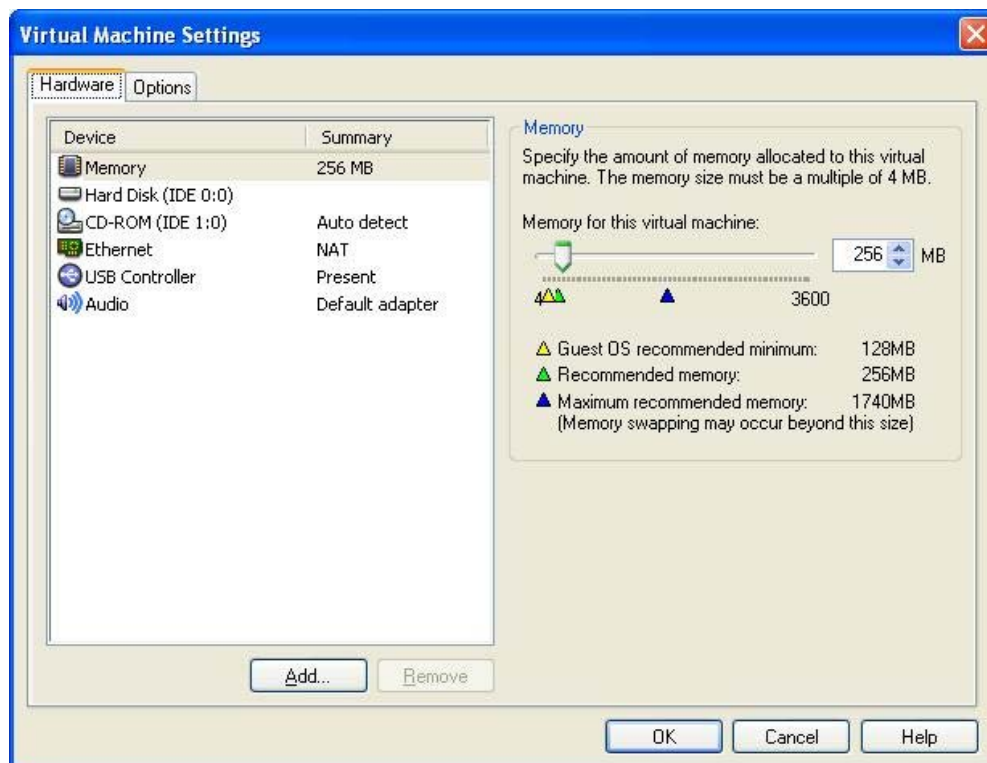 Virtual Machine Settings
Hardware Options
Device Summary
Memory 256 MB
Hard Disk (IDE 0:0)
CD-ROM (IDE 1:0) Auto detect
Ethernet NAT
USB Controller Present
Audio Default adapter
Add... Remove
Memory
Specify the amount of memory allocated to this virtual
machine. The memory size must be a multiple of 4 MB.
Memory for this virtual machine:
256 MB
4 3600
Guest OS recommended minimum: 128MB
Recommended memory: 256MB
Maximum recommended memory: 1740MB
(Memory swapping may occur beyond this size)
OK Cancel Help